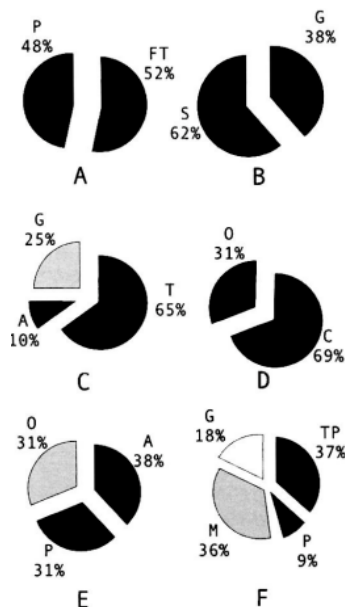 P
48%
FT
52%
A
G
38%
S
62%
B
G
25%
T
65%
A
10%
C
O
31%
C
69%
D
O
31%
A
38%
P
31%
E
G
18%
TP
37%
M
36%
P
9%
F